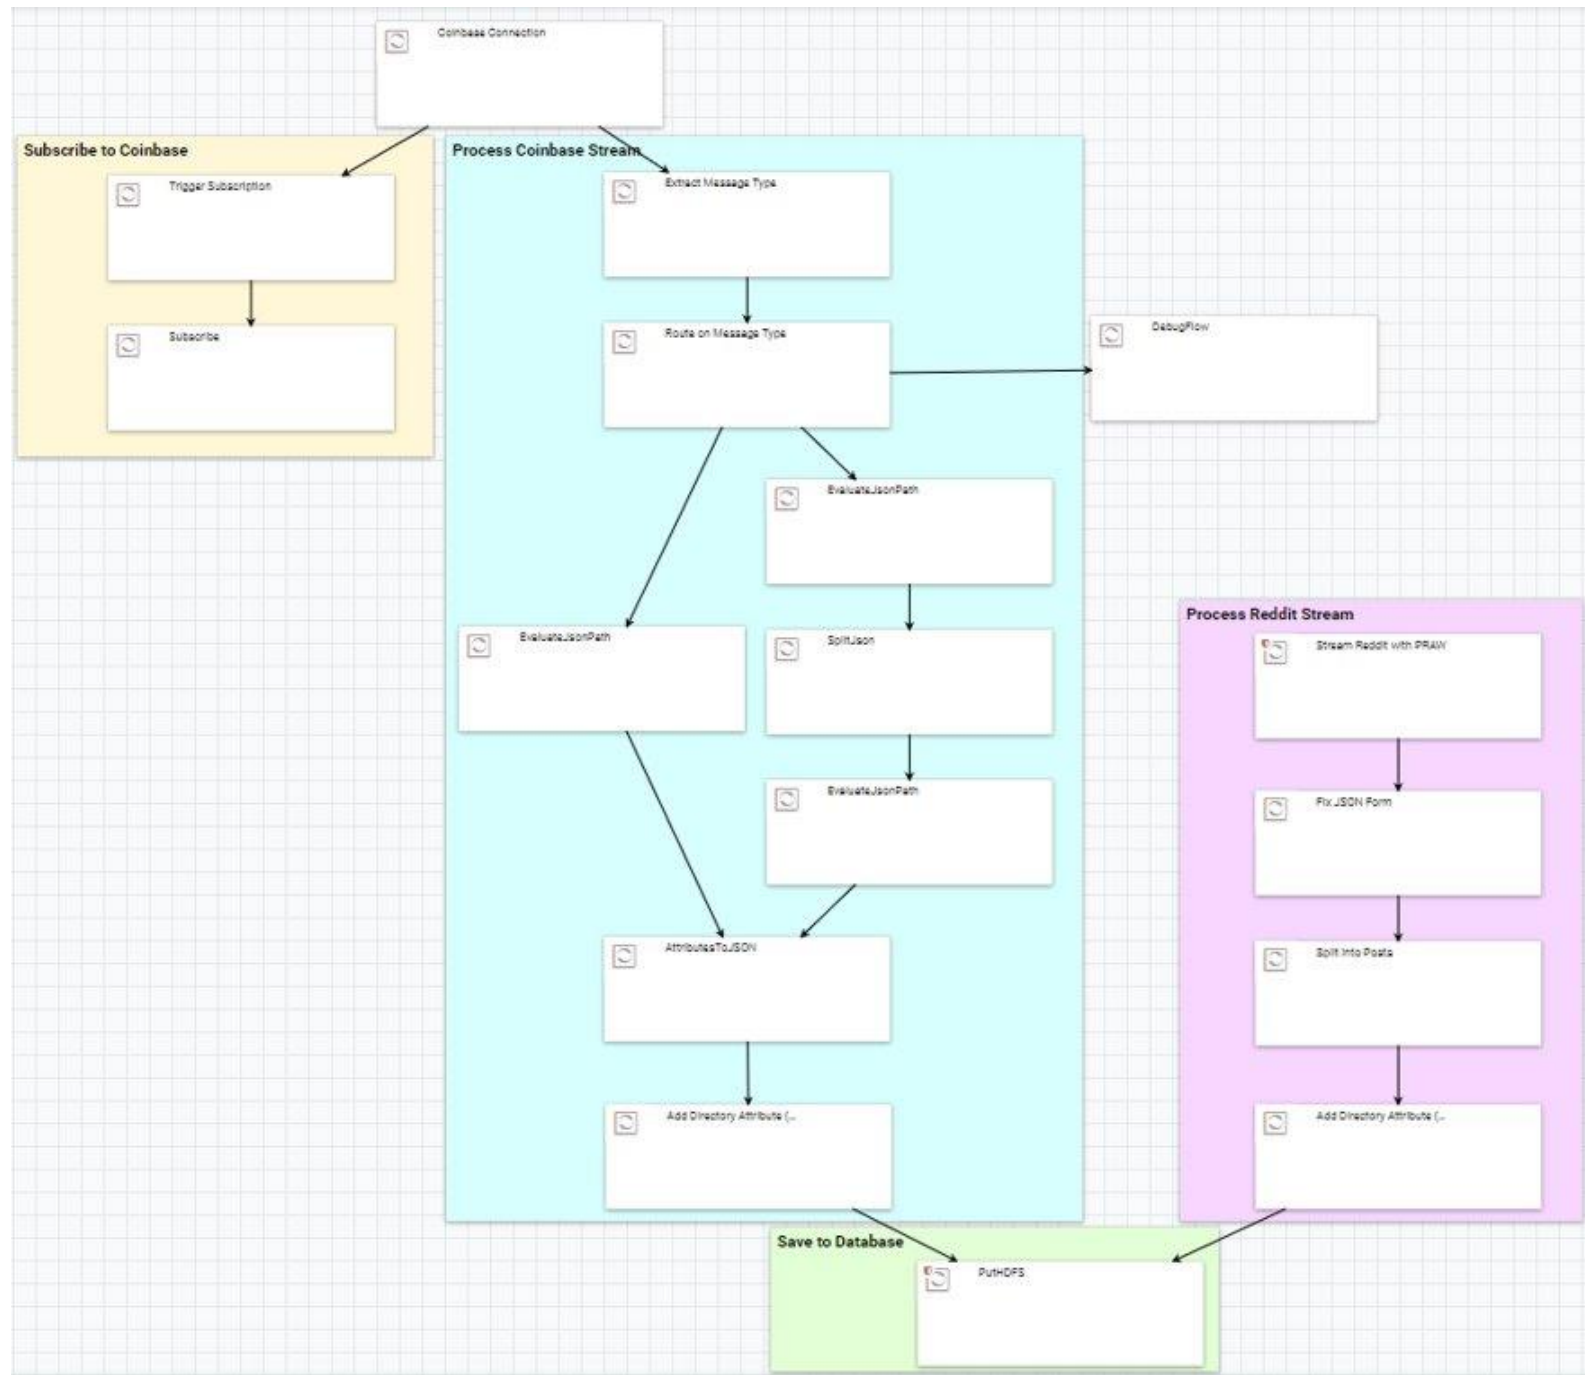 Coinbase Connection
Subscribe to Coinbase
Trigger Subscription
Subscribe
Process Coinbase Stream
Extract Message Type
Route on Message Type
DebugFlow
EvaluateJsonPath
EvaluateJsonPath
SplitJson
EvaluateJsonPath
AttributesToJSON
Add Directory Attribute (...
Process Reddit Stream
Stream Reddit with PRAW
Fix JSON Form
Split Into Posts
Add Directory Attribute (...
Save to Database
PutHDFS